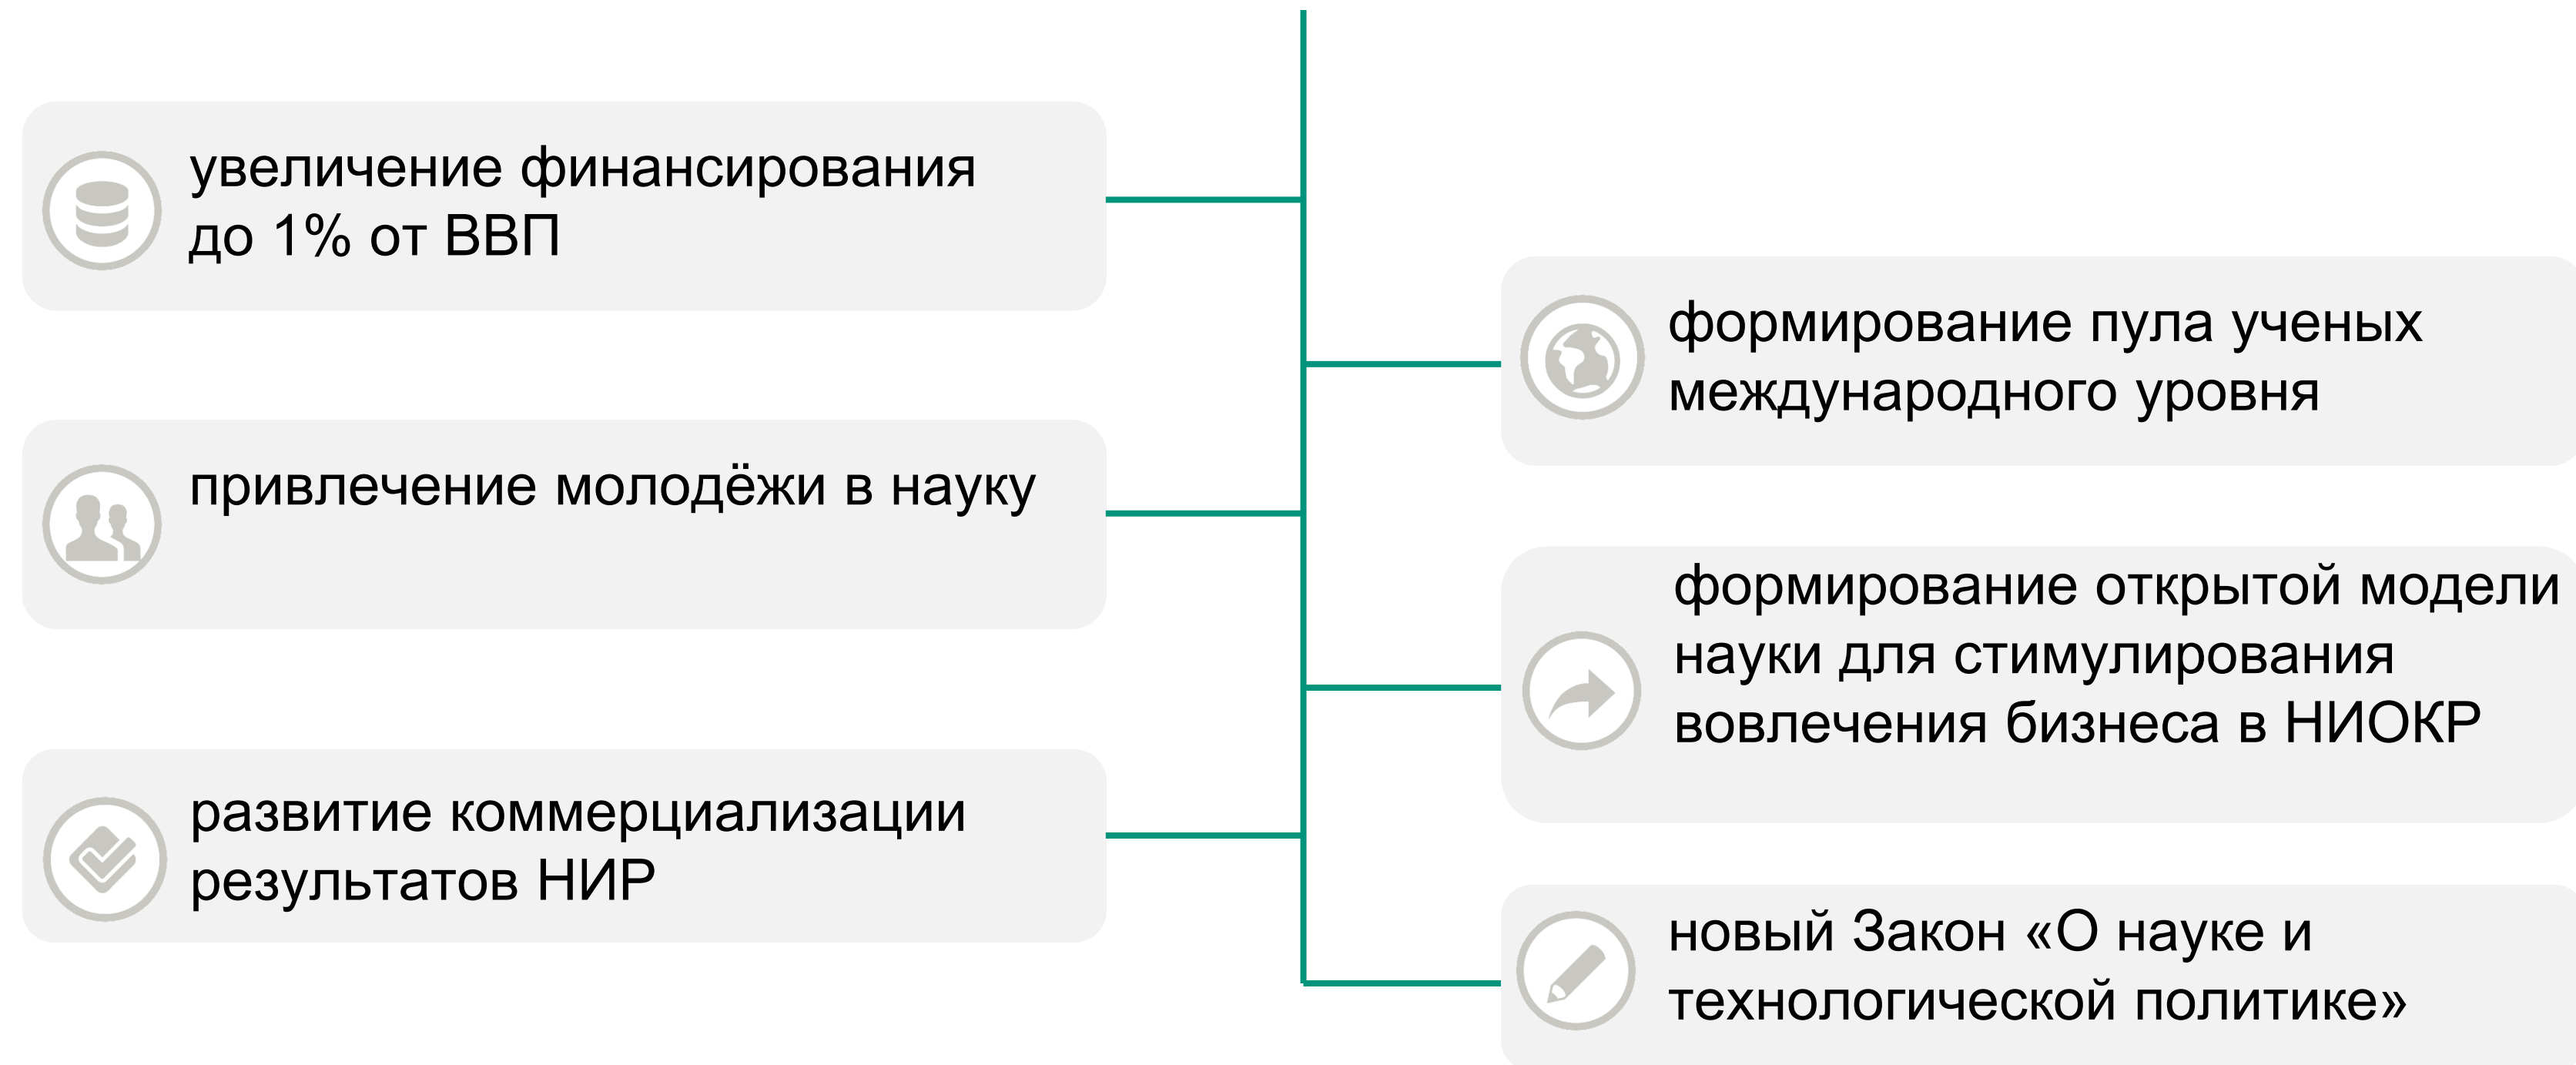 увеличение финансирования
до 1% от ВВП
формирование пула ученых
международного уровня
привлечение молодёжи в науку
формирование открытой модели
науки для стимулирования
вовлечения бизнеса в НИОКР
развитие коммерциализации
результатов НИР
новый Закон «О науке и
технологической политике»